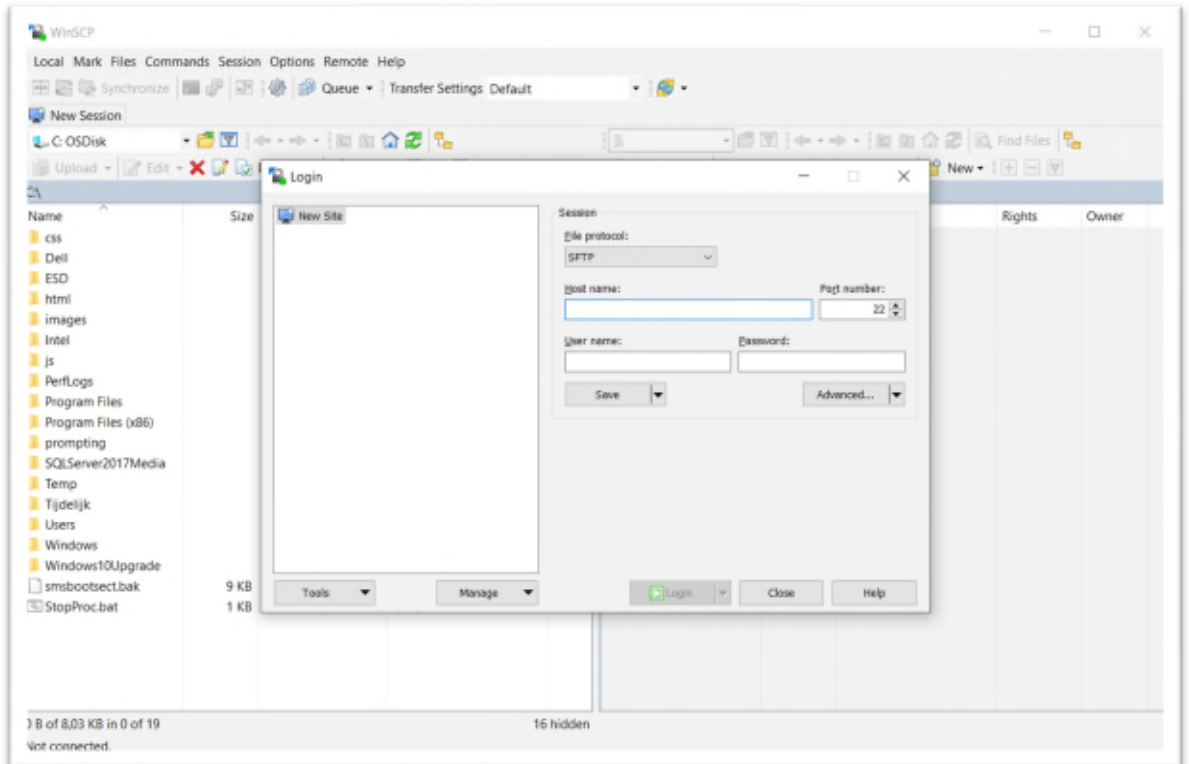 WinSCP
Local Mark Files Commands Session Options Remote Help
Synchronize Queue Transfer Settings Default
New Session
C: OSDisk Find Files
Upload Edit New
C:\
Login
Name Size Rights Owner
css
Dell
ESD
html
images
Intel
js
PerfLogs
Program Files
Program Files (x86)
prompting
SQLServer2017Media
Temp
Tijdelijk
Users
Windows
Windows10Upgrade
smsbootsect.bak 9 KB
StopProc.bat 1 KB
New Site
Session
File protocol:
SFTP
Host name: Port number:
22
User name: Password:
Save Advanced...
Tools Manage Login Close Help
0 B of 8,03 KB in 0 of 19 16 hidden
Not connected.